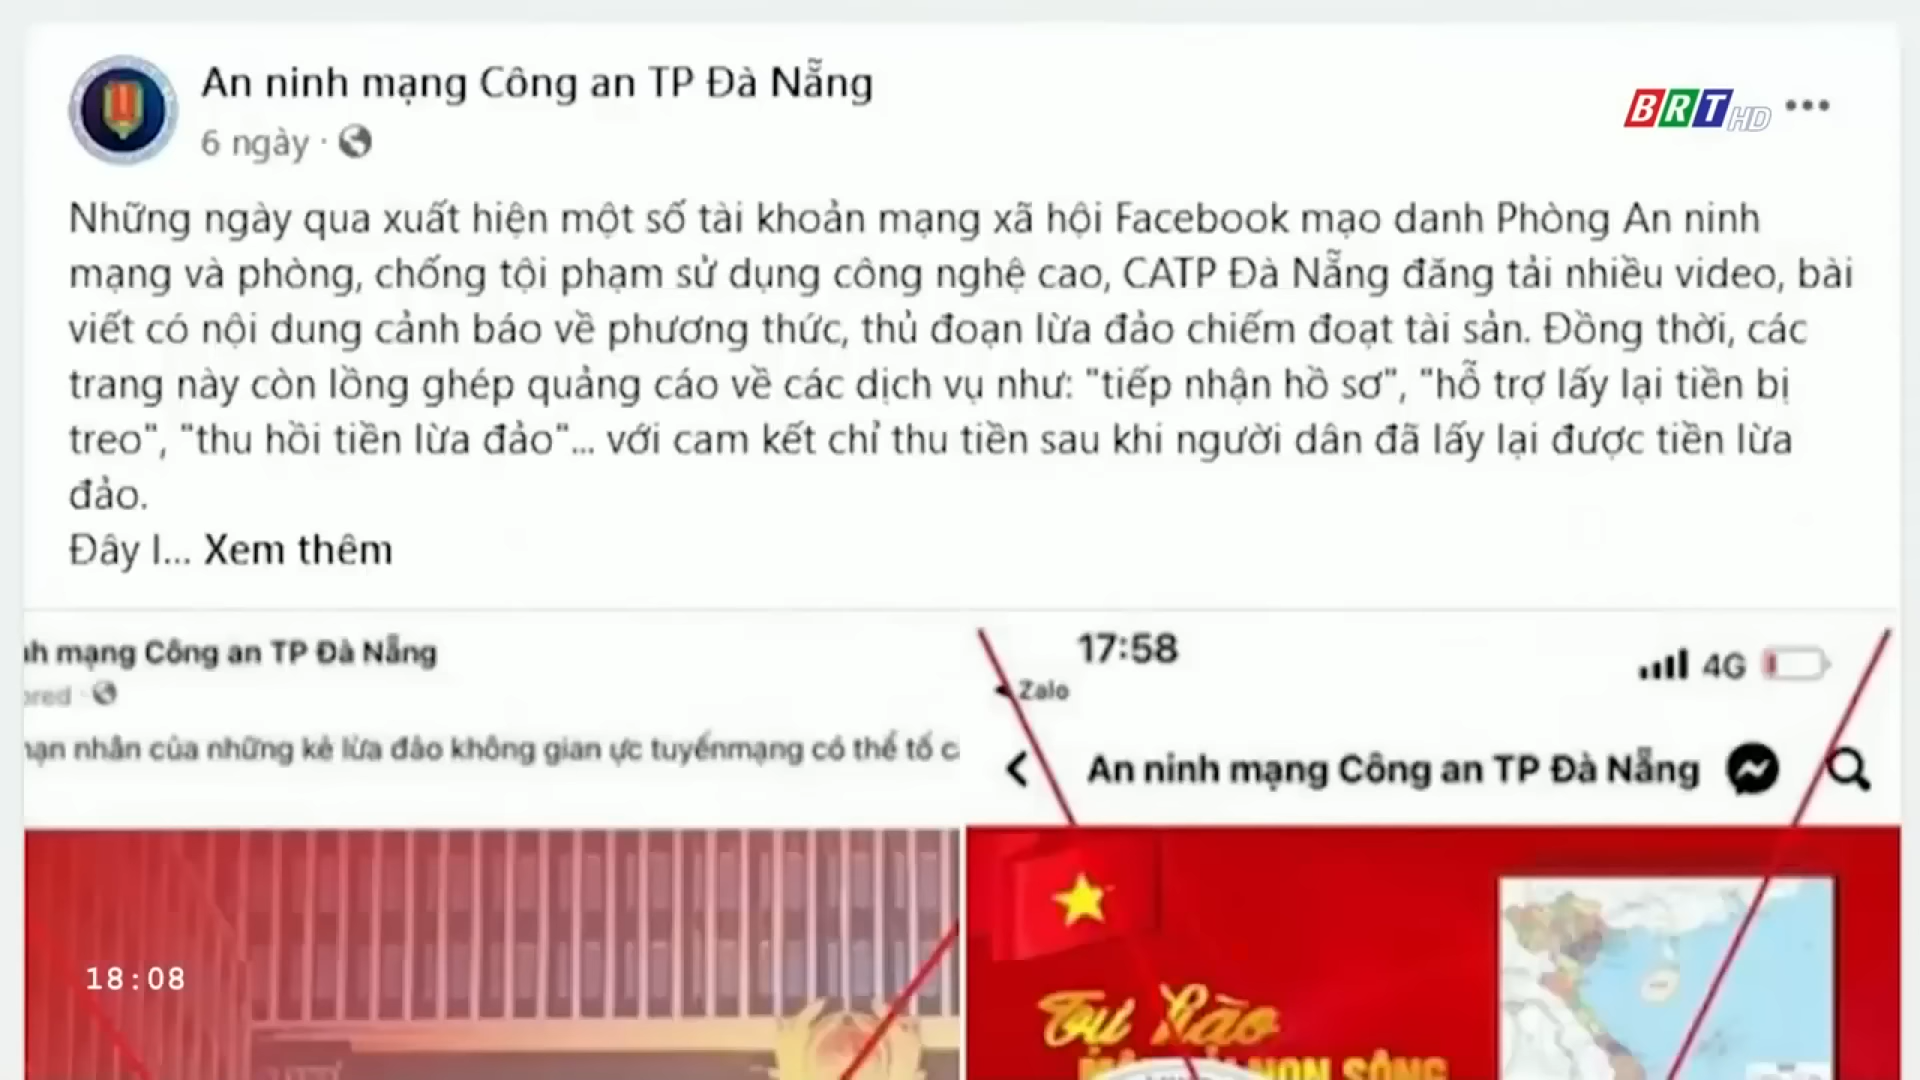 An ninh mạng Công an TP Đà Nẵng
6 ngày ·
BRT HD
Những ngày qua xuất hiện một số tài khoản mạng xã hội Facebook mạo danh Phòng An ninh
mạng và phòng, chống tội phạm sử dụng công nghệ cao, CATP Đà Nẵng đăng tải nhiều video, bài
viết có nội dung cảnh báo về phương thức, thủ đoạn lừa đảo chiếm đoạt tài sản. Đồng thời, các
trang này còn lồng ghép quảng cáo về các dịch vụ như: "tiếp nhận hồ sơ", "hỗ trợ lấy lại tiền bị
treo", "thu hồi tiền lừa đảo"... với cam kết chỉ thu tiền sau khi người dân đã lấy lại được tiền lừa
đảo.
Đây l... Xem thêm
mạng Công an TP Đà Nẵng
nhân của những kẻ lừa đảo không gian ực tuyếnmạng có thể tố
17:58
4G
Zalo
An ninh mạng Công an TP Đà Nẵng
18:08
Tự Hào
NON SÔNG